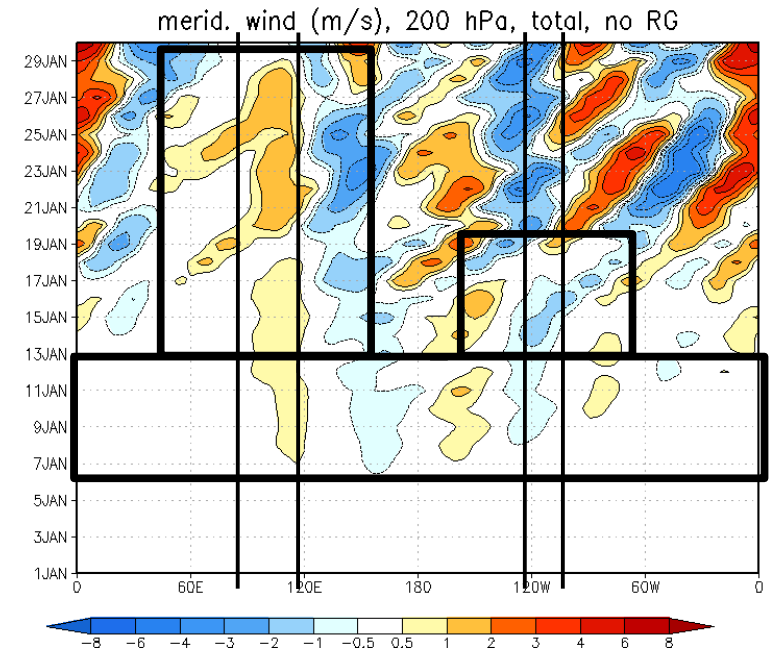 merid. wind (m/s), 200 hPa, total, no RG
29JAN
27JAN
25JAN
23JAN
21JAN
19JAN
17JAN
15JAN
13JAN
11JAN
9JAN
7JAN
5JAN
3JAN
1JAN
0 60E 120E 180 120W 60W 0
-8 -6 -4 -3 -2 -1 -0.5 0.5 1 2 3 4 6 8